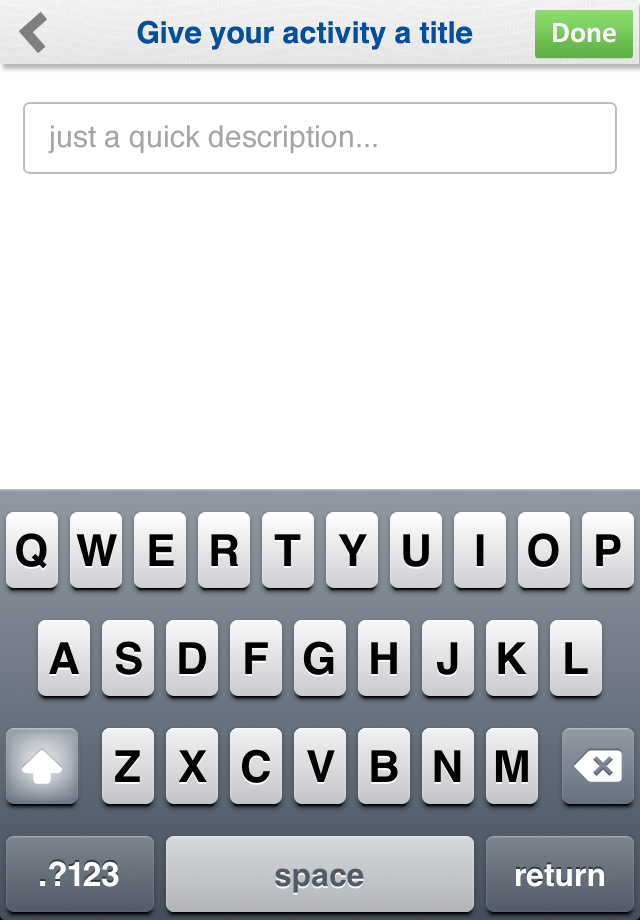 Give your activity a title Done
just a quick description...
Q W E R T Y U I O P
A S D F G H J K L
Z X C V B N M
.?123 space return